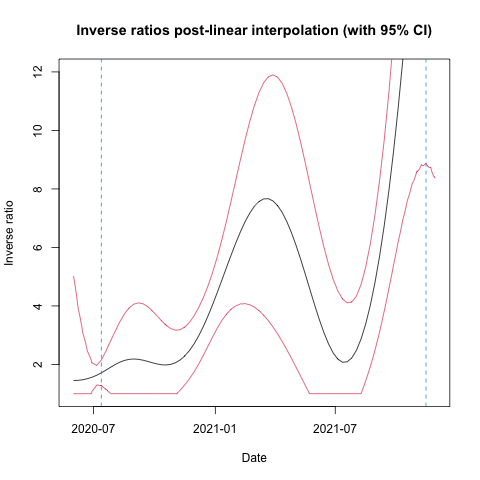 Inverse ratios post-linear interpolation (with 95% CI)
12
10
8
6
4
2
Inverse ratio
2020-07 2021-01 2021-07
Date